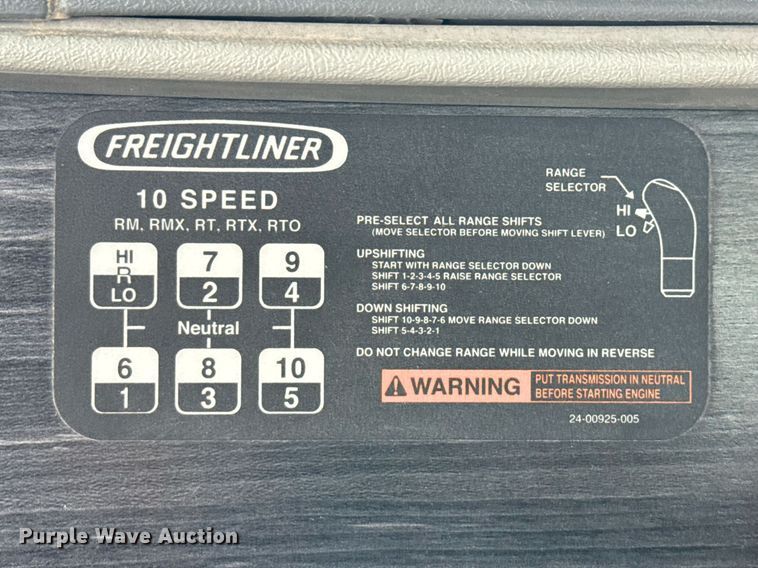 FREIGHTLINER
10 SPEED
RM, RMX, RT, RTX, RTO
HI
R
LO
7
2
9
4
Neutral
6
1
8
3
10
5
RANGE
SELECTOR
HI
LO
PRE-SELECT ALL RANGE SHIFTS
(MOVE SELECTOR BEFORE MOVING SHIFT LEVER)
UPSHIFTING
START WITH RANGE SELECTOR DOWN
SHIFT 1-2-3-4-5 RAISE RANGE SELECTOR
SHIFT 6-7-8-9-10
DOWN SHIFTING
SHIFT 10-9-8-7-6 MOVE RANGE SELECTOR DOWN
SHIFT 5-4-3-2-1
DO NOT CHANGE RANGE WHILE MOVING IN REVERSE
WARNING
PUT TRANSMISSION IN NEUTRAL
BEFORE STARTING ENGINE
24-00925-005
Purple Wave Auction